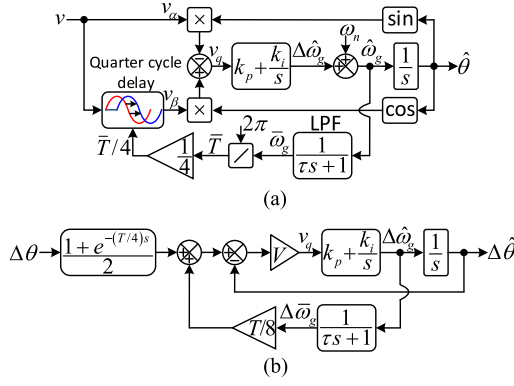 v
v_α
×
sin
ω_n
Quarter cycle
delay
v_q
k_p + k_i/s
Δω̂_g
ω̂_g
1/s
θ̂
v_β
×
cos
T̄/4
1/4
T̄
2π
/
ω̄_g
LPF
1/(τs+1)
(a)
Δθ
(1+e^{-(T/4)s})/2
V
v_q
k_p + k_i/s
Δω̂_g
1/s
Δθ̂
T/8
Δω̄_g
1/(τs+1)
(b)